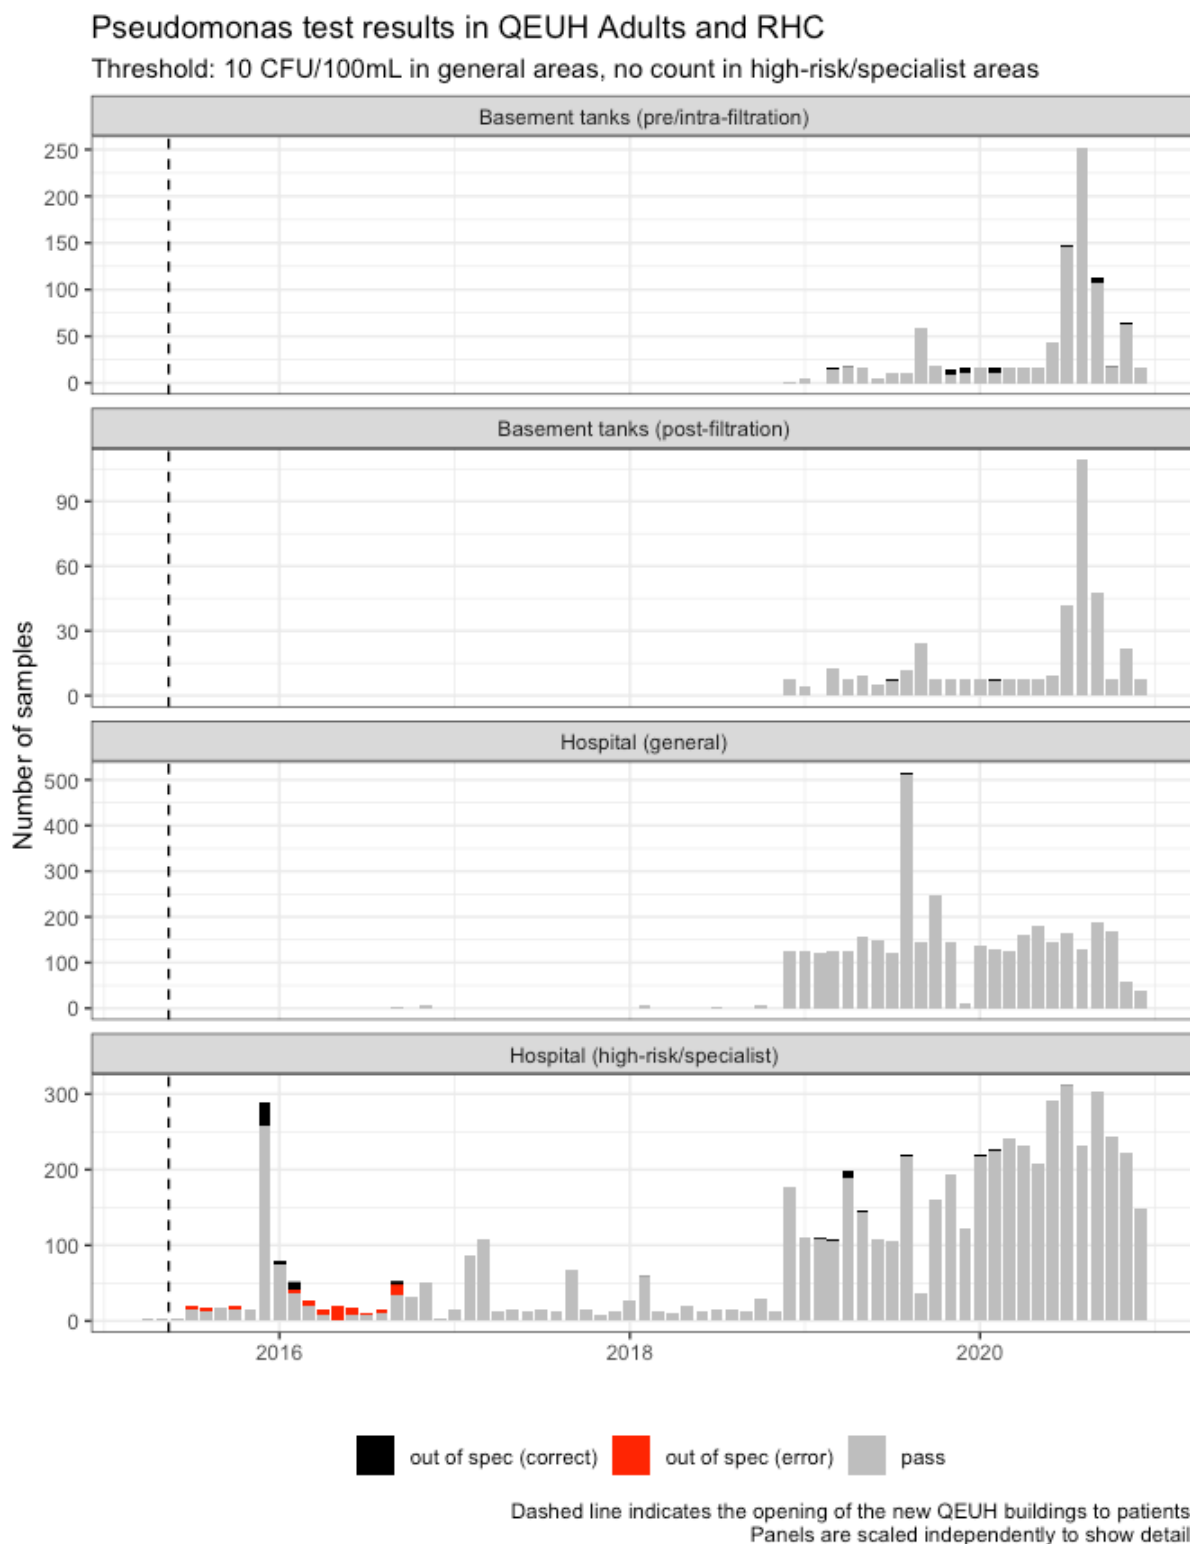 Pseudomonas test results in QEUH Adults and RHC
Threshold: 10 CFU/100mL in general areas, no count in high-risk/specialist areas
Number of samples
Basement tanks (pre/intra-filtration)
250
200
150
100
50
0
Basement tanks (post-filtration)
90
60
30
0
Hospital (general)
500
400
300
200
100
0
Hospital (high-risk/specialist)
300
200
100
0
2016 2018 2020
out of spec (correct) out of spec (error) pass
Dashed line indicates the opening of the new QEUH buildings to patients
Panels are scaled independently to show detail